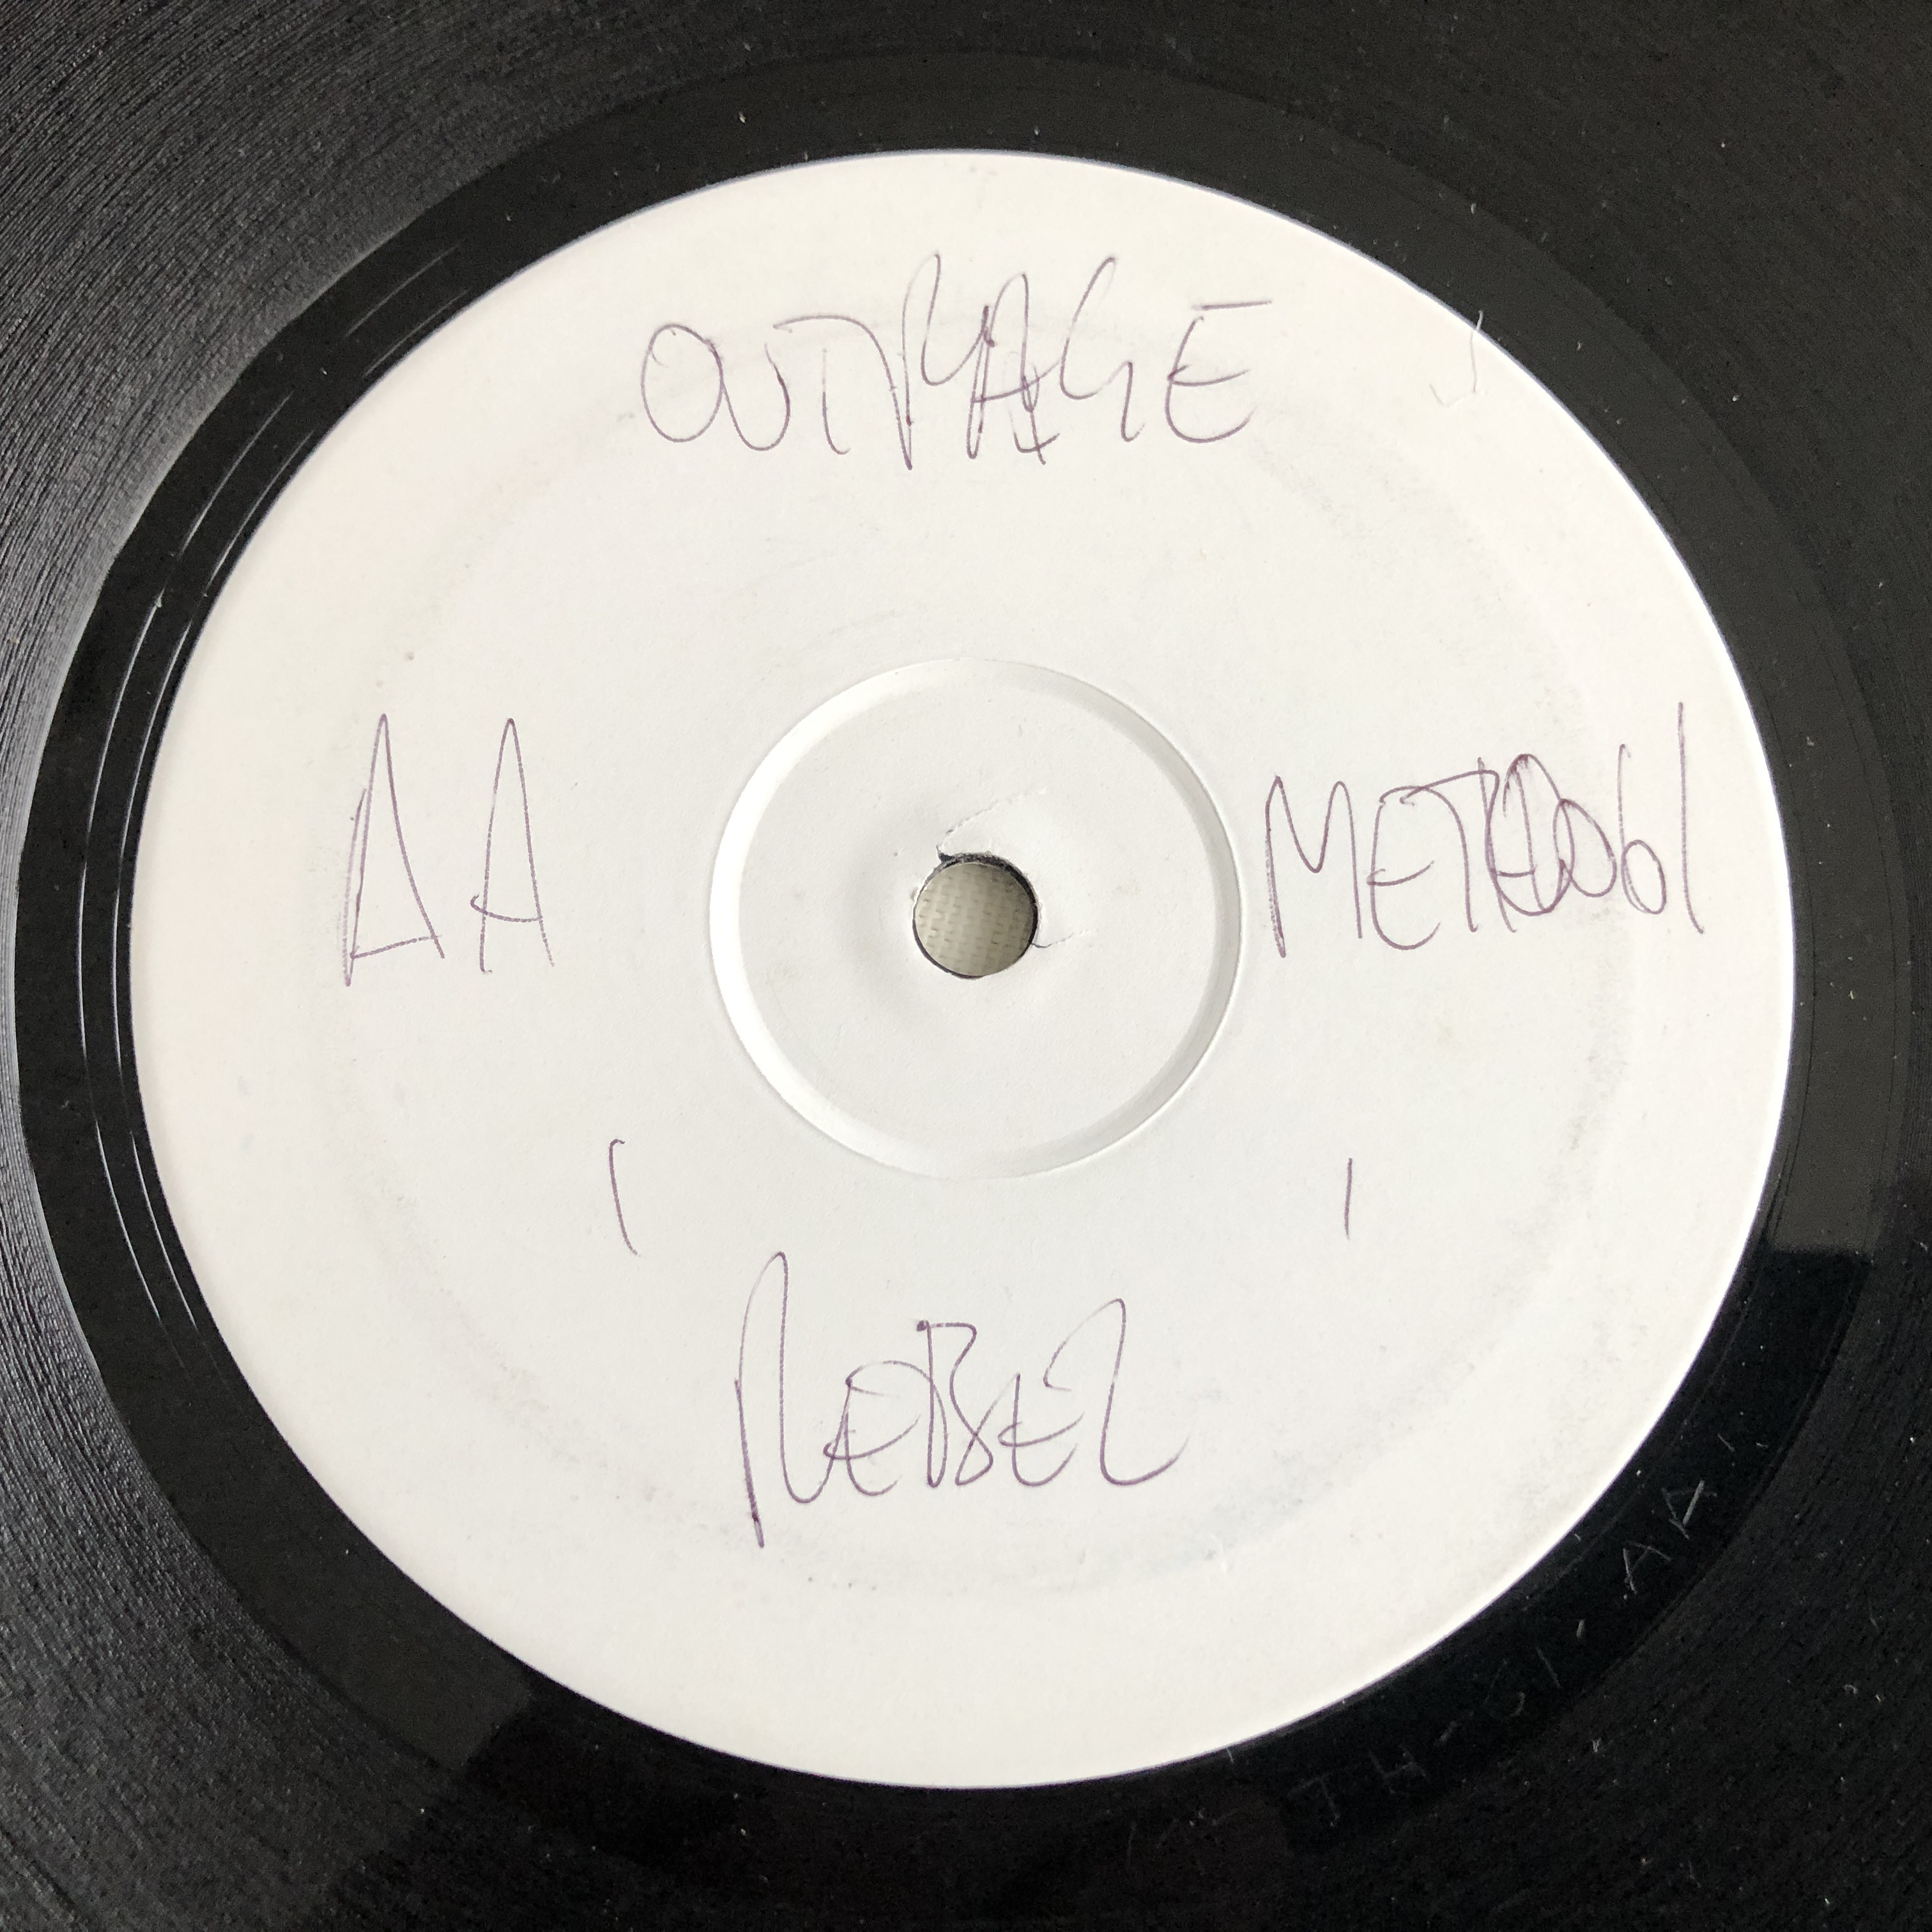 OUTRAGE
AA
METRO061
' REBEL '